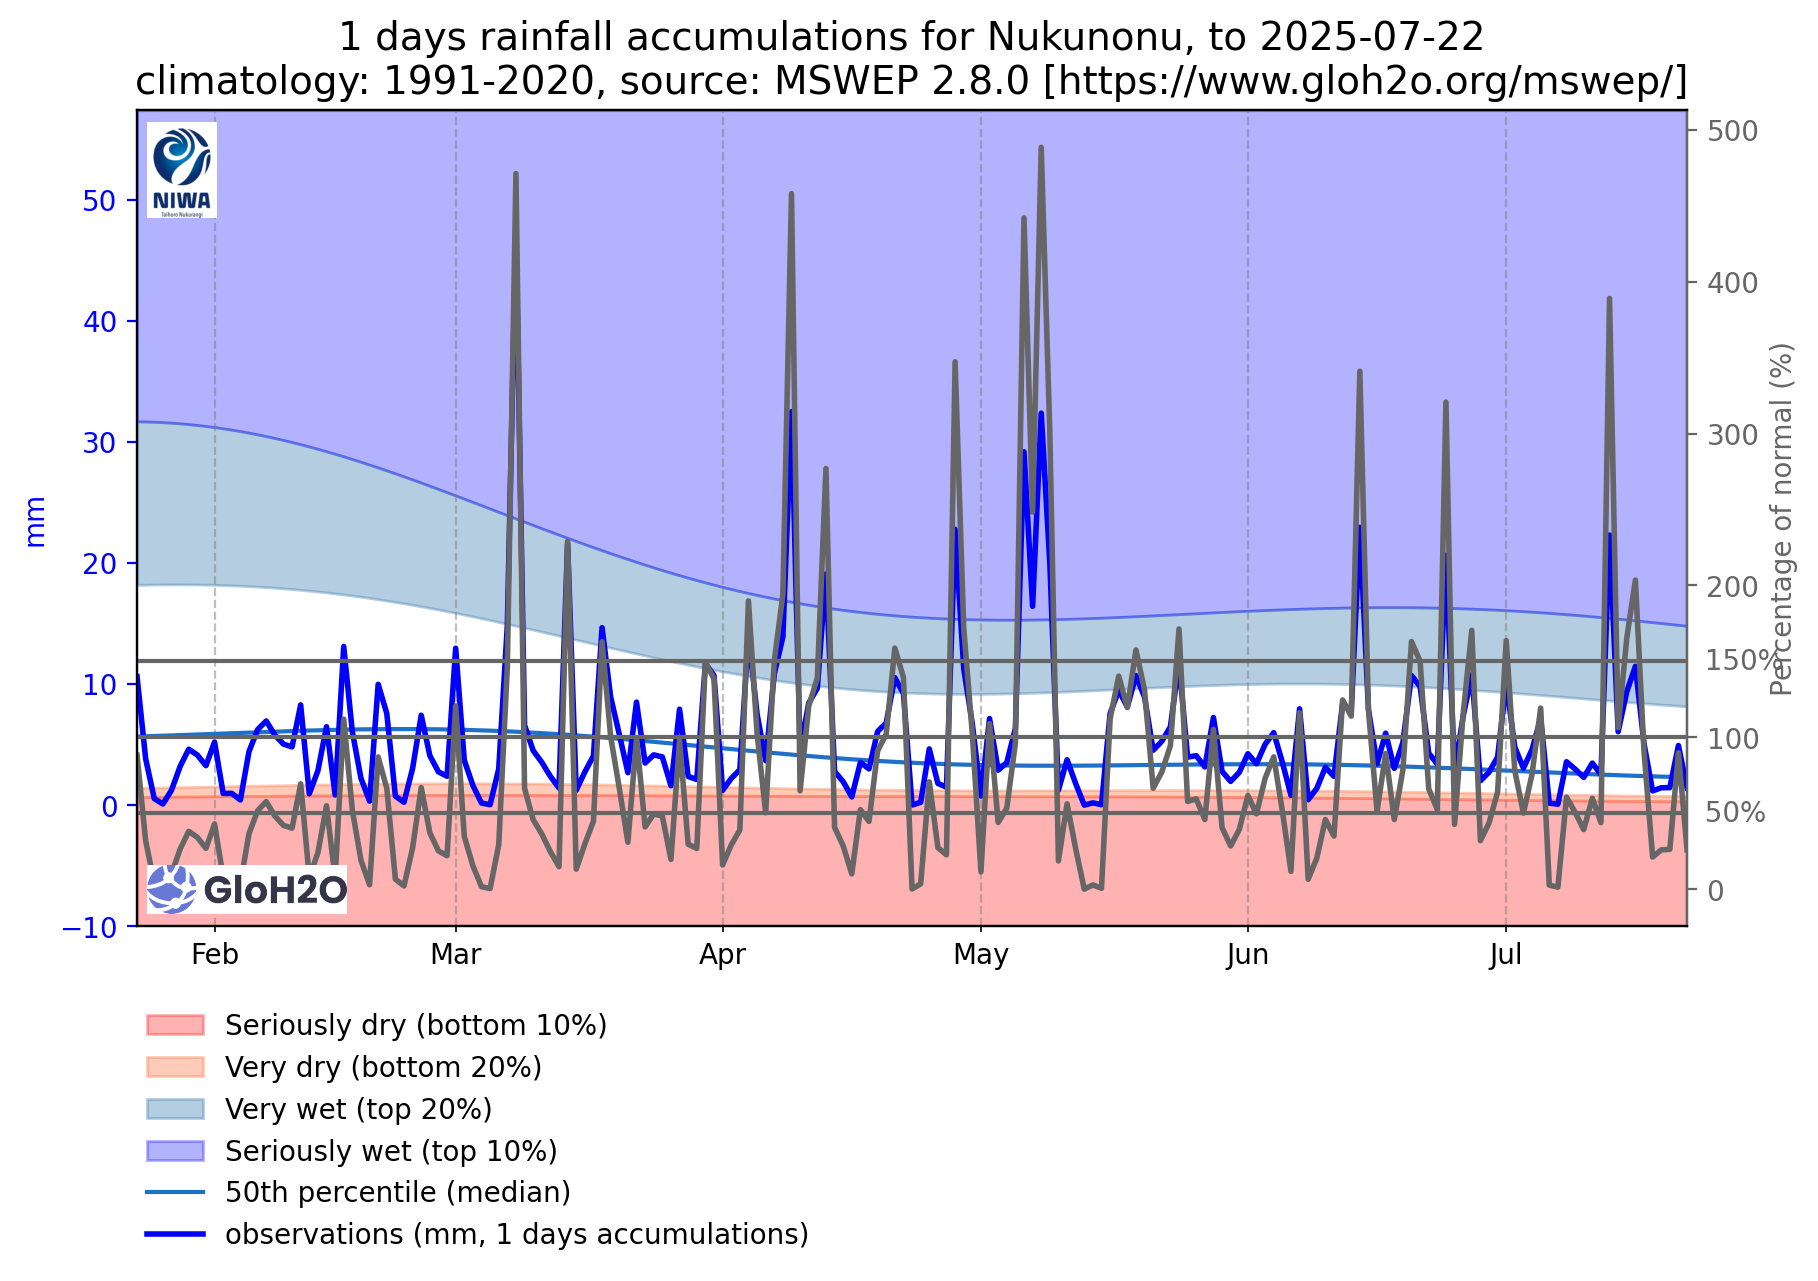 1 days rainfall accumulations for Nukunonu, to 2025-07-22
climatology: 1991-2020, source: MSWEP 2.8.0 [https://www.gloh2o.org/mswep/]
NIWA
Taihoro Nukurangi
50
40
30
20
10
0
−10
mm
500
400
300
200
150%
100
50%
0
Percentage of normal (%)
GloH2O
Feb
Mar
Apr
May
Jun
Jul
Seriously dry (bottom 10%)
Very dry (bottom 20%)
Very wet (top 20%)
Seriously wet (top 10%)
50th percentile (median)
observations (mm, 1 days accumulations)